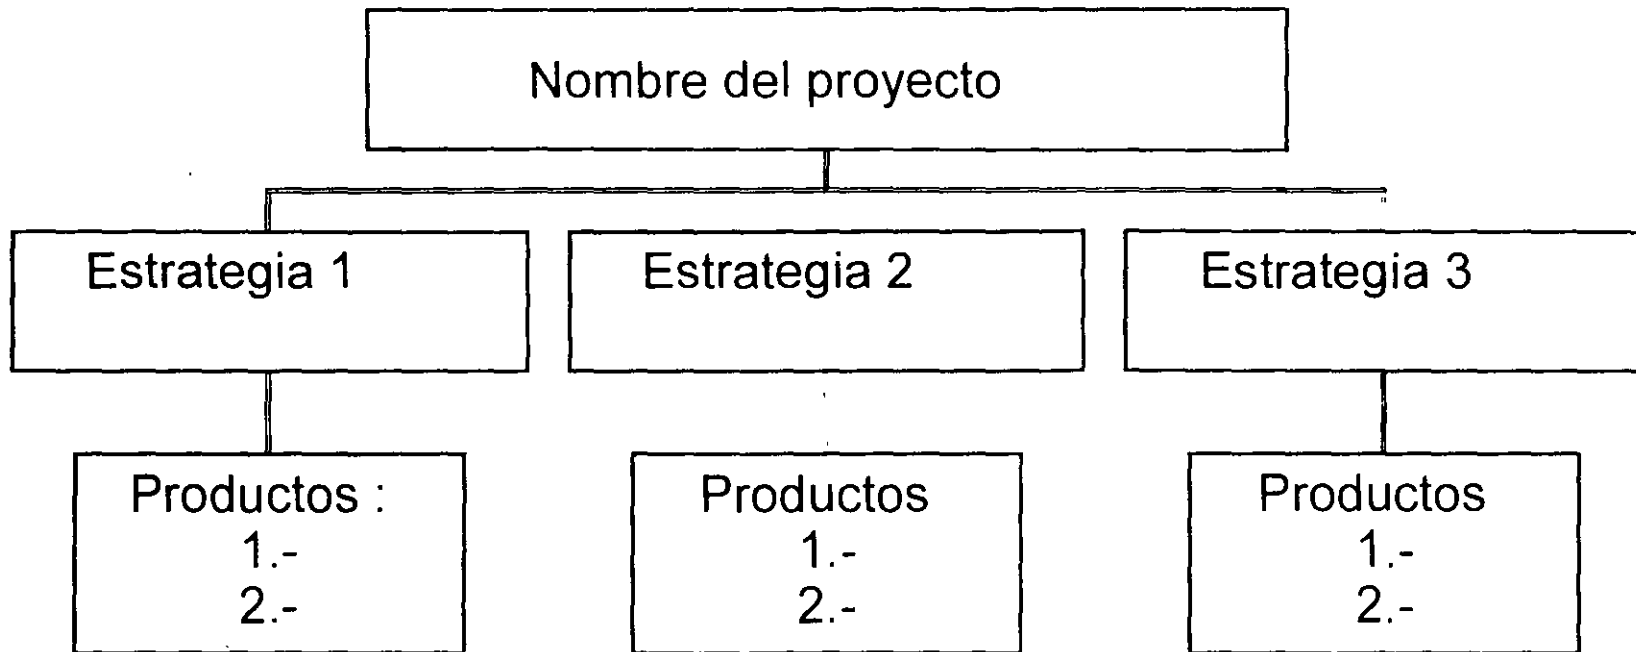 Nombre del proyecto
Estrategia 1
Estrategia 2
Estrategia 3
Productos :
1.-
2.-
Productos
1.-
2.-
Productos
1.-
2.-